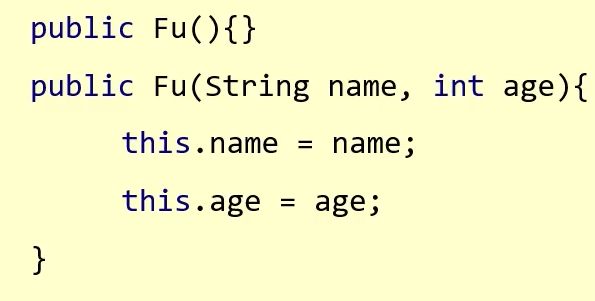 public Fu(){}
public Fu(String name, int age){
this.name = name;
this.age = age;
}